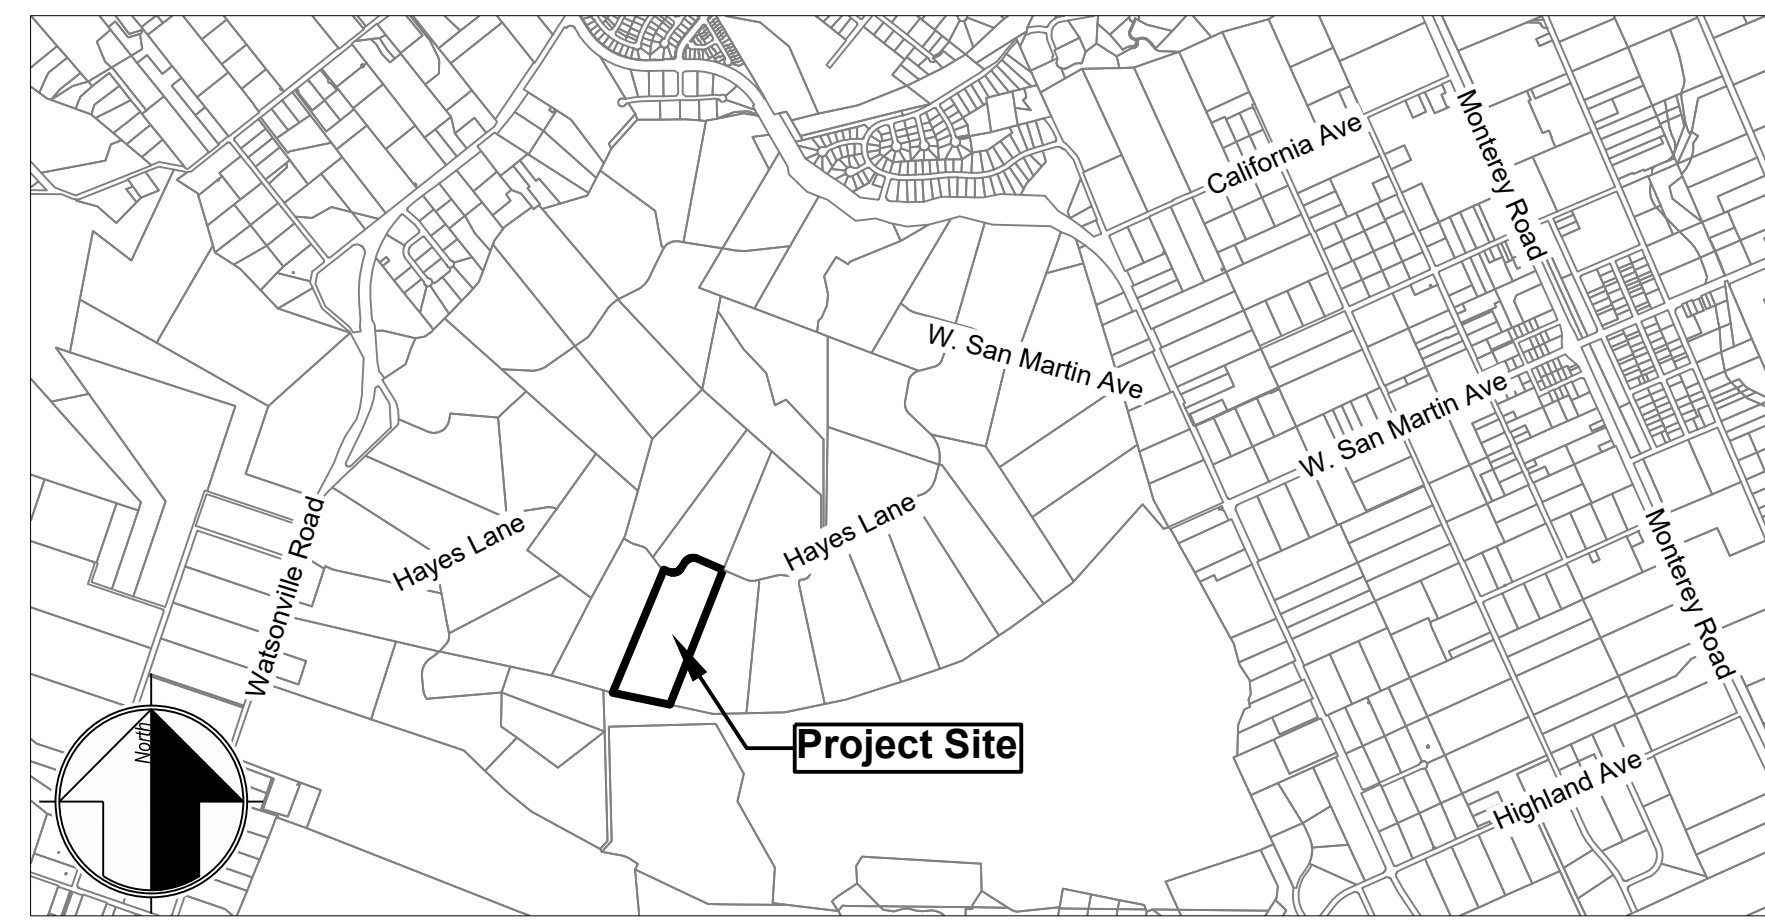 California Ave
Monterey Road
W. San Martin Ave
W. San Martin Ave
Hayes Lane
Hayes Lane
Watsonville Road
Monterey Road
North
Project Site
Highland Ave